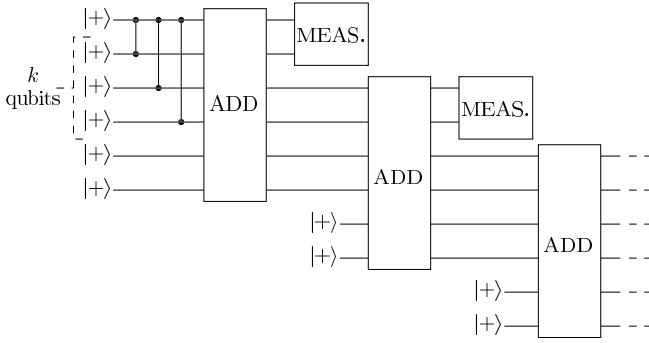 |+⟩
|+⟩ MEAS.
k |+⟩
qubits |+⟩ ADD MEAS.
|+⟩
|+⟩ ADD
|+⟩
|+⟩ ADD
|+⟩
|+⟩